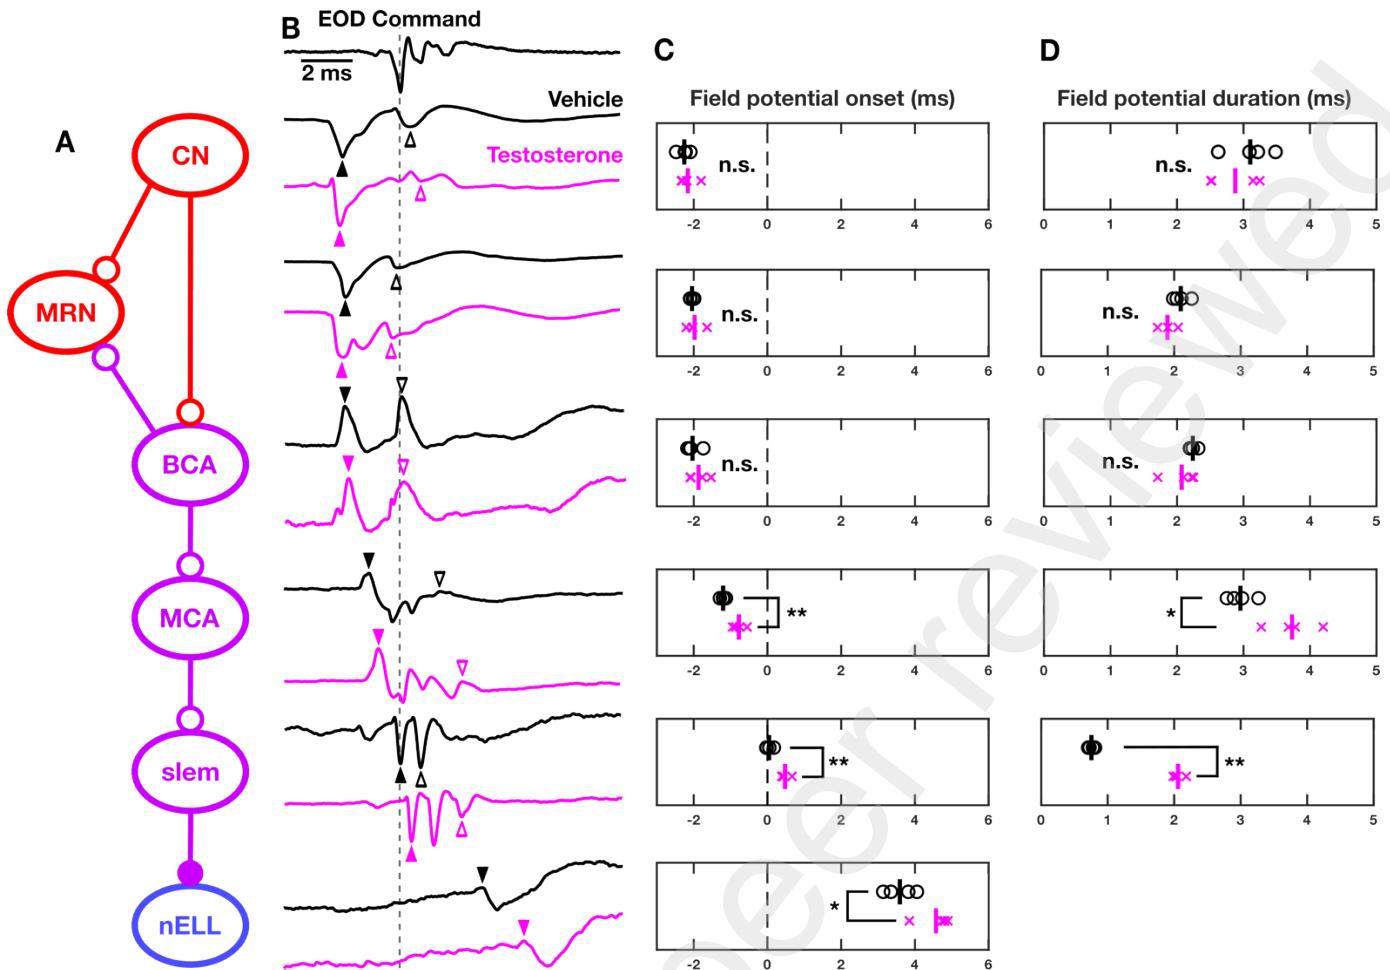 A
B
EOD Command
C
D
2 ms
Vehicle
Testosterone
CN
MRN
BCA
MCA
slem
nELL
Field potential onset (ms)
Field potential duration (ms)
n.s.
-2 0 2 4 6
n.s.
0 1 2 3 4 5
n.s.
-2 0 2 4 6
n.s.
0 1 2 3 4 5
n.s.
-2 0 2 4 6
n.s.
0 1 2 3 4 5
**
-2 0 2 4 6
*
0 1 2 3 4 5
**
-2 0 2 4 6
**
0 1 2 3 4 5
*
-2 0 2 4 6
peer reviewed